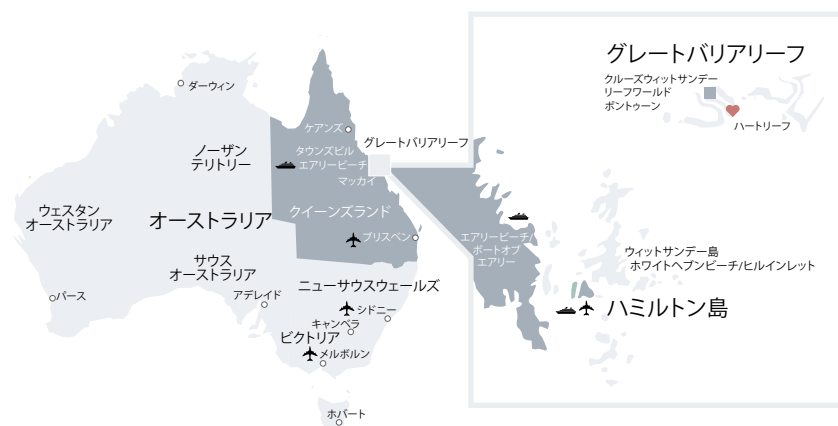 グレートバリアリーフ
クルーズウィットサンデー
リーフワールド
ポントゥーン
ハートリーフ
ダーウィン
ケアンズ
グレートバリアリーフ
ノーザン
テリトリー
タウンズビル
エアリービーチ
マッカイ
ウェスタン
オーストラリア
オーストラリア
クイーンズランド
ブリスベン
エアリービーチ/
ポートオブ
エアリー
ウィットサンデー島
ホワイトヘブンビーチ/ヒルインレット
サウス
オーストラリア
ニューサウスウェールズ
パース
アデレイド
シドニー
ハミルトン島
キャンベラ
ビクトリア
メルボルン
ホバート